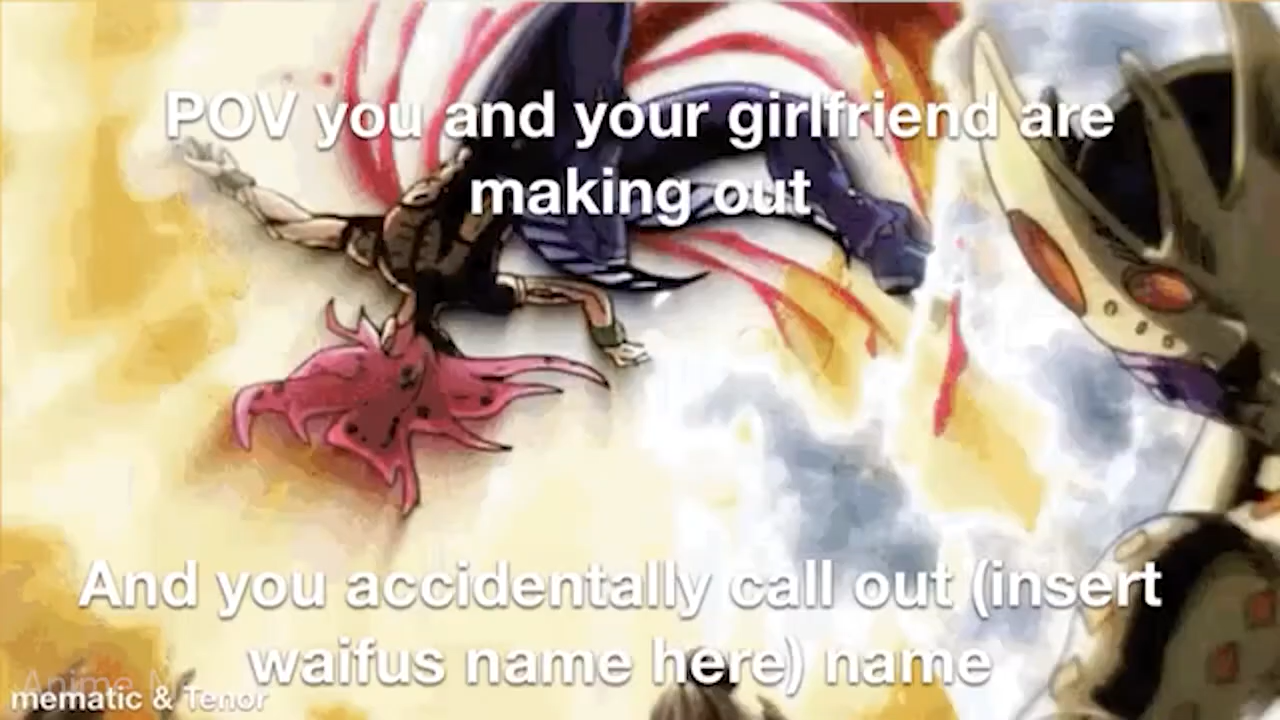 POV you and your girlfriend are
making out
And you accidentally call out (insert
waifus name here) name
Anime
mematic & Tenor